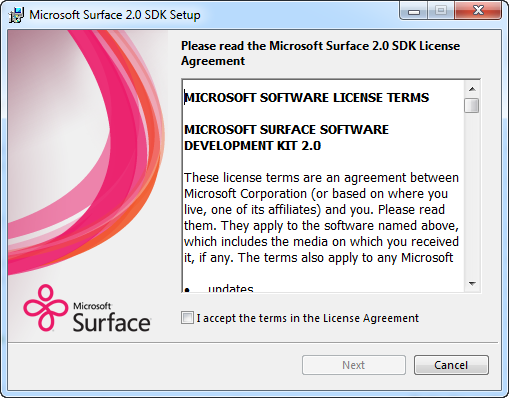 Microsoft Surface 2.0 SDK Setup
Please read the Microsoft Surface 2.0 SDK License
Agreement
MICROSOFT SOFTWARE LICENSE TERMS
MICROSOFT SURFACE SOFTWARE
DEVELOPMENT KIT 2.0
These license terms are an agreement between
Microsoft Corporation (or based on where you
live, one of its affiliates) and you. Please read
them. They apply to the software named above,
which includes the media on which you received
it, if any. The terms also apply to any Microsoft
• updates
Microsoft
Surface
I accept the terms in the License Agreement
Next
Cancel